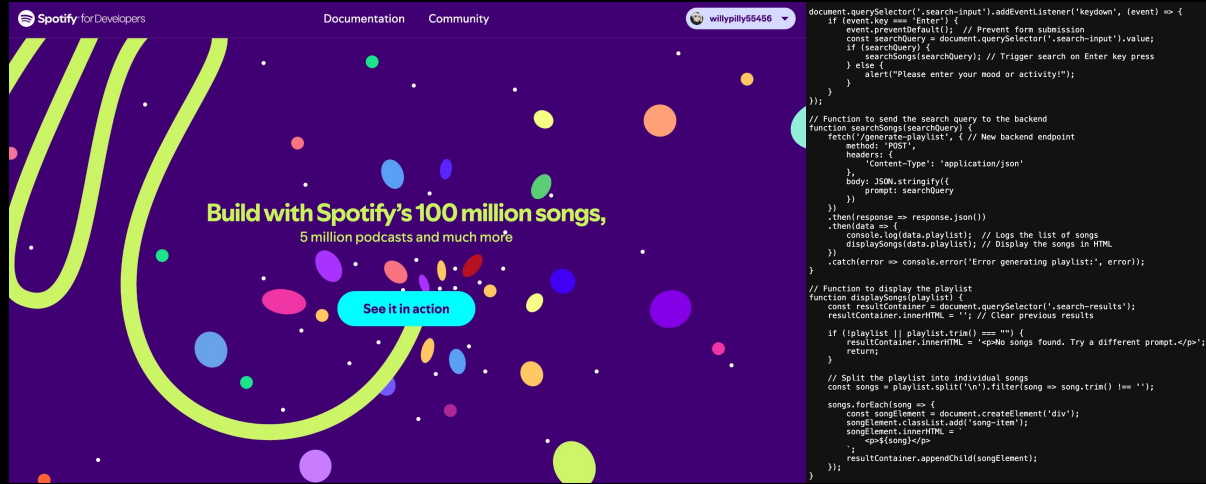 Spotify for Developers
Documentation
Community
willypilly55456
Build with Spotify's 100 million songs,
5 million podcasts and much more
See it in action
document.querySelector('.search-input').addEventListener('keydown', (event) => {
    if (event.key === 'Enter') {
        event.preventDefault();  // Prevent form submission
        const searchQuery = document.querySelector('.search-input').value;
        if (searchQuery) {
            searchSongs(searchQuery); // Trigger search on Enter key press
        } else {
            alert("Please enter your mood or activity!");
        }
    }
});
// Function to send the search query to the backend
function searchSongs(searchQuery) {
    fetch('/generate-playlist', { // New backend endpoint
        method: 'POST',
        headers: {
            'Content-Type': 'application/json'
        },
        body: JSON.stringify({
            prompt: searchQuery
        })
    })
    .then(response => response.json())
    .then(data => {
        console.log(data.playlist);  // Logs the list of songs
        displaySongs(data.playlist); // Display the songs in HTML
    })
    .catch(error => console.error('Error generating playlist:', error));
}
// Function to display the playlist
function displaySongs(playlist) {
    const resultContainer = document.querySelector('.search-results');
    resultContainer.innerHTML = ''; // Clear previous results
    if (!playlist || playlist.trim() === "") {
        resultContainer.innerHTML = '<p>No songs found. Try a different prompt.</p>';
        return;
    }
    // Split the playlist into individual songs
    const songs = playlist.split('\n').filter(song => song.trim() !== '');
    songs.forEach(song => {
        const songElement = document.createElement('div');
        songElement.classList.add('song-item');
        songElement.innerHTML = `
            <p>${song}</p>
        `;
        resultContainer.appendChild(songElement);
    });
}